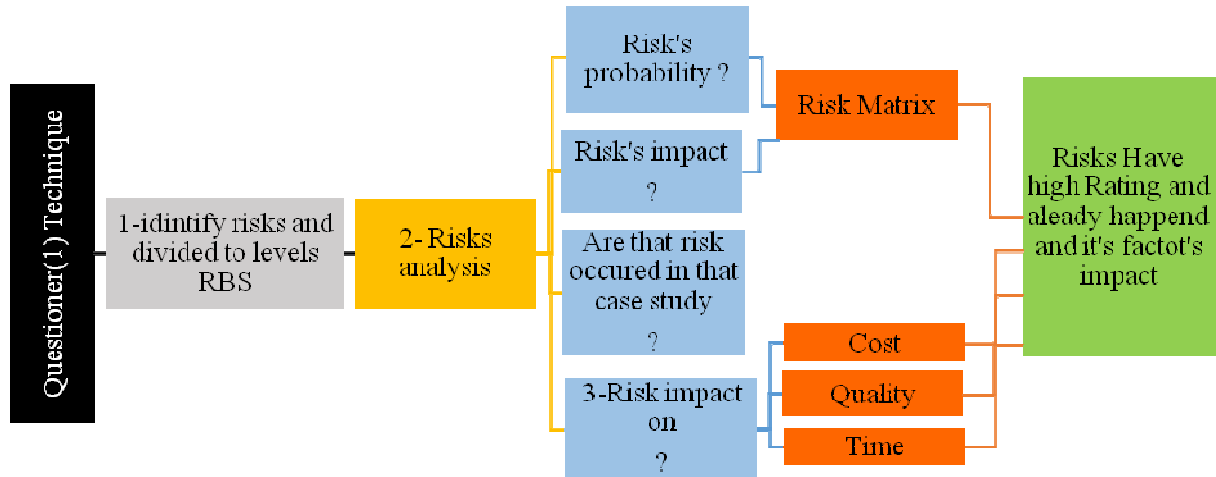 Questioner(1) Technique
1-idintify risks and
divided to levels
RBS
2- Risks
analysis
Risk's
probability ?
Risk's impact
?
Are that risk
occured in that
case study
?
3-Risk impact
on
?
Risk Matrix
Cost
Quality
Time
Risks Have
high Rating and
aleady happend
and it's factot's
impact